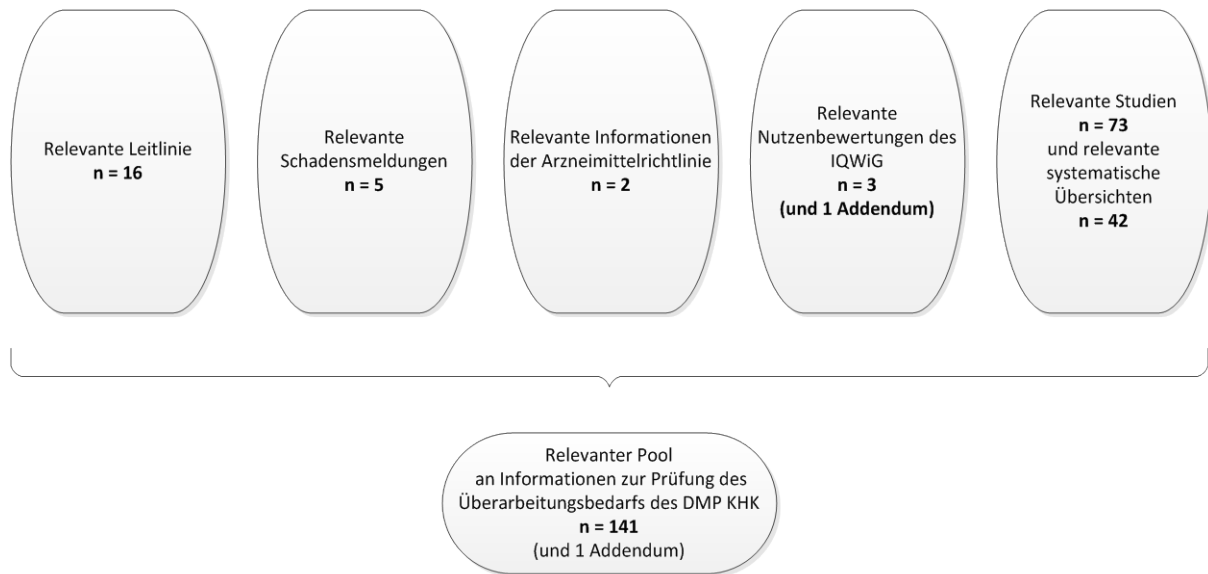 Relevante Leitlinie
n = 16
Relevante
Schadensmeldungen
n = 5
Relevante Informationen
der Arzneimittelrichtlinie
n = 2
Relevante
Nutzenbewertungen des
IQWiG
n = 3
(und 1 Addendum)
Relevante Studien
n = 73
und relevante
systematische
Übersichten
n = 42
Relevanter Pool
an Informationen zur Prüfung des
Überarbeitungsbedarfs des DMP KHK
n = 141
(und 1 Addendum)